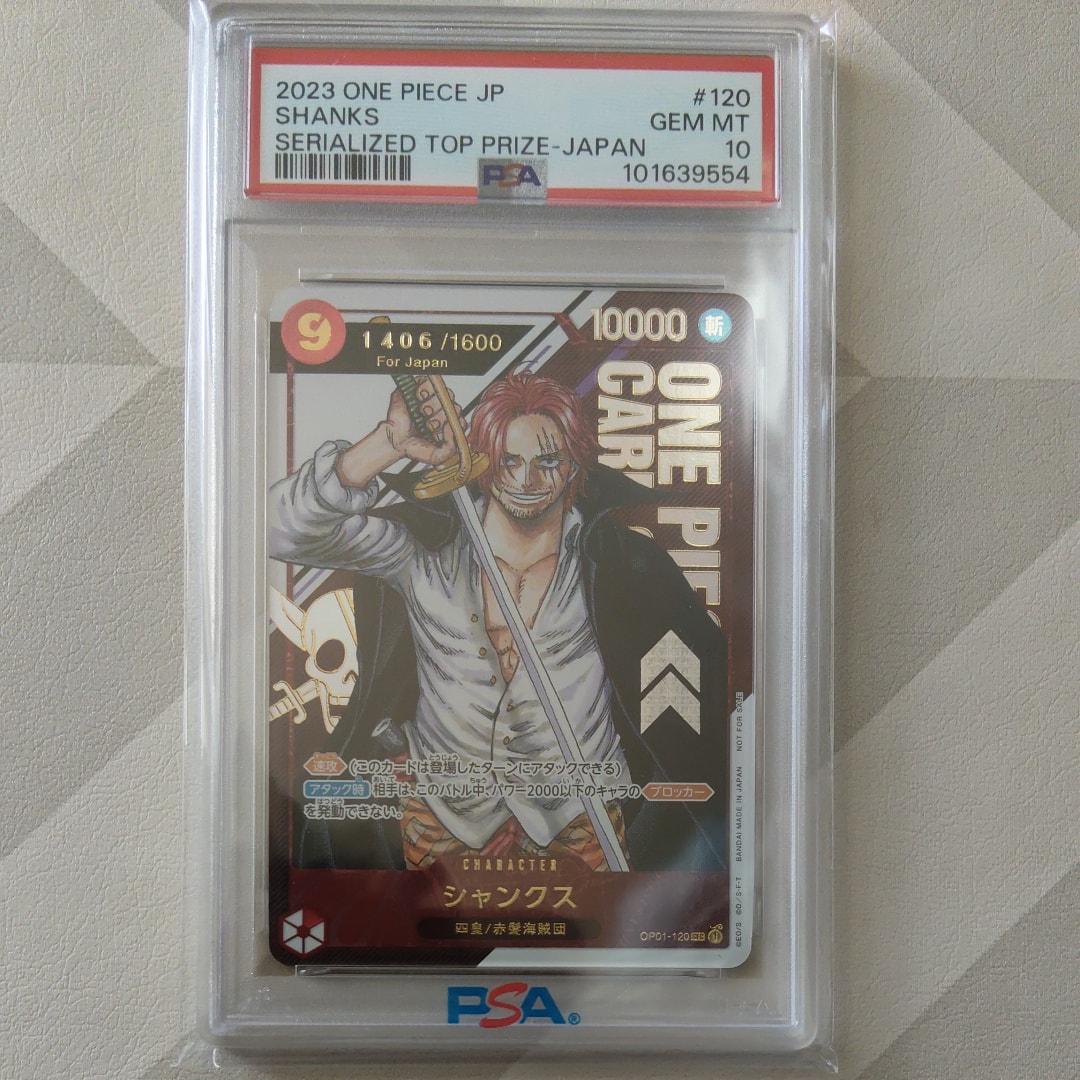 2023 ONE PIECE JP #120
SHANKS GEM MT
SERIALIZED TOP PRIZE-JAPAN 10
PSA 101639554
9
1406/1600
For Japan
10000 斬
ONE PIE
CAR
速攻 (このカードは登場したターンにアタックできる)
アタック時 相手は、このバトル中、パワー2000以下のキャラの ブロッカー
を発動できない。
CHARACTER
シャンクス
四皇/赤髪海賊団
OP01-120 SEC
©EO/S ©O/S·F·T BANDAI MADE IN JAPAN NOT FOR SALE
PSA®